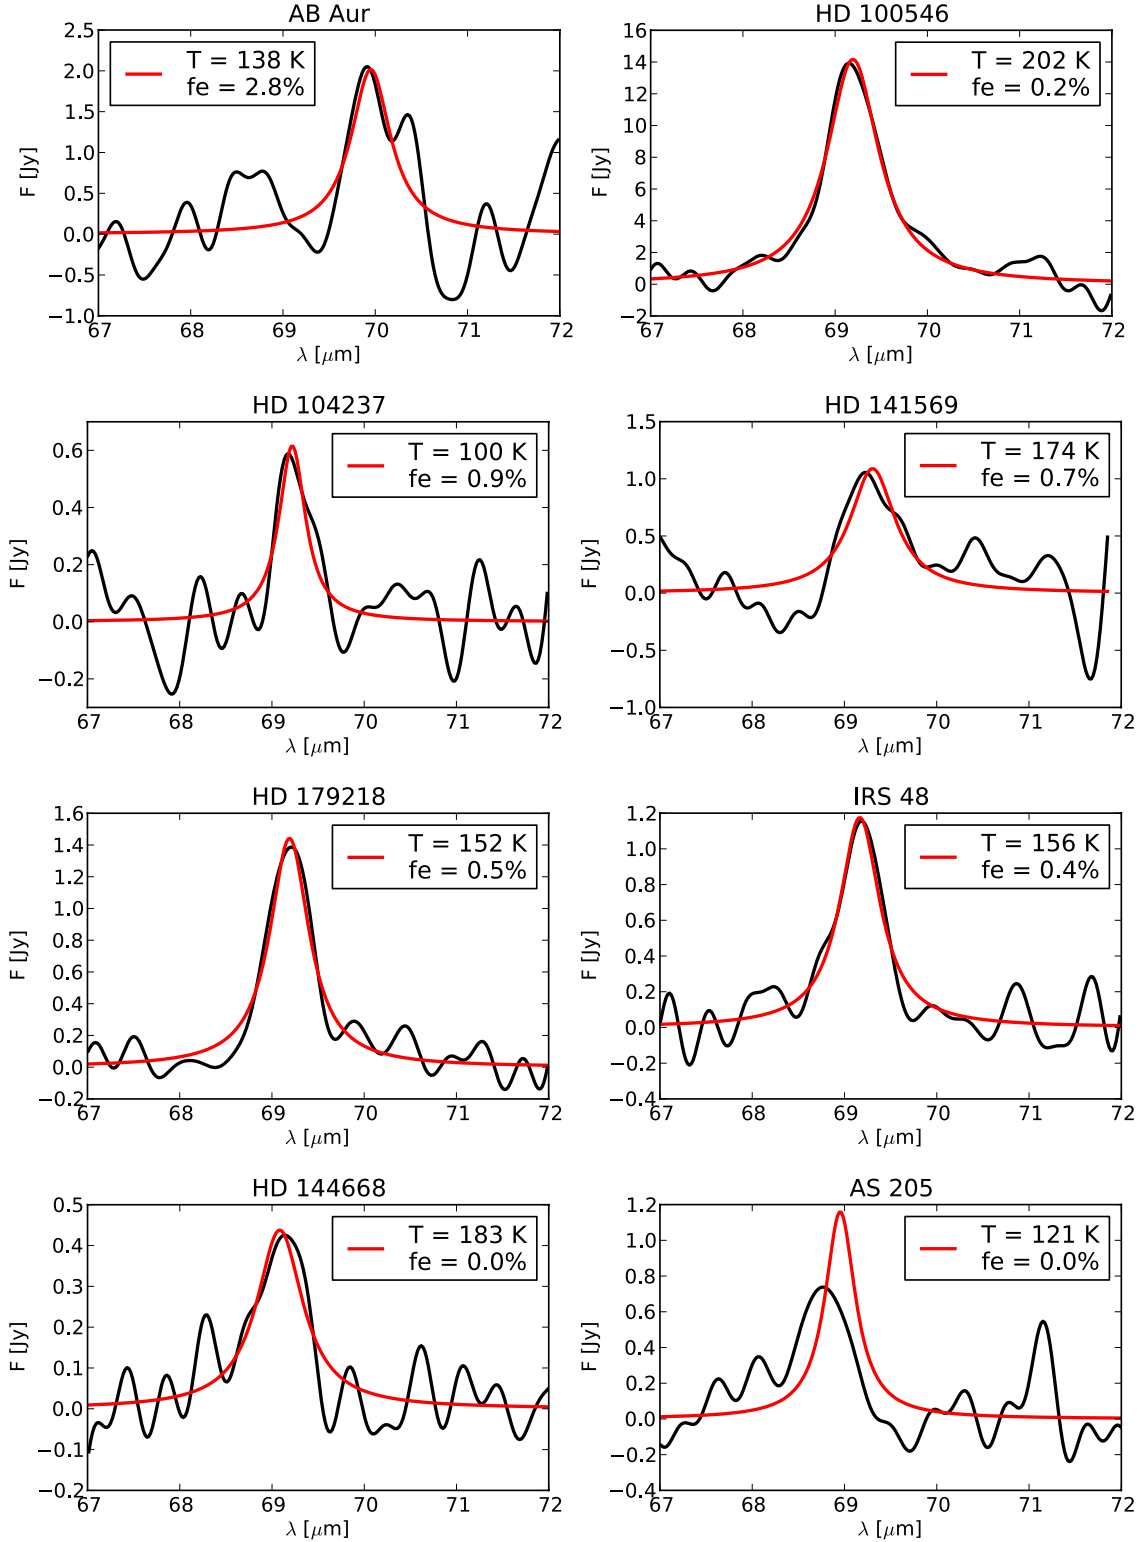 AB Aur
2.5
2.0
1.5
1.0
0.5
0.0
−0.5
−1.0
F [Jy]
T = 138 K
fe = 2.8%
67 68 69 70 71 72
λ [μm]
HD 100546
16
14
12
10
8
6
4
2
0
−2
F [Jy]
T = 202 K
fe = 0.2%
67 68 69 70 71 72
λ [μm]
HD 104237
0.6
0.4
0.2
0.0
−0.2
F [Jy]
T = 100 K
fe = 0.9%
67 68 69 70 71 72
λ [μm]
HD 141569
1.5
1.0
0.5
0.0
−0.5
−1.0
F [Jy]
T = 174 K
fe = 0.7%
67 68 69 70 71 72
λ [μm]
HD 179218
1.6
1.4
1.2
1.0
0.8
0.6
0.4
0.2
0.0
−0.2
F [Jy]
T = 152 K
fe = 0.5%
67 68 69 70 71 72
λ [μm]
IRS 48
1.2
1.0
0.8
0.6
0.4
0.2
0.0
−0.2
−0.4
F [Jy]
T = 156 K
fe = 0.4%
67 68 69 70 71 72
λ [μm]
HD 144668
0.5
0.4
0.3
0.2
0.1
0.0
−0.1
−0.2
F [Jy]
T = 183 K
fe = 0.0%
67 68 69 70 71 72
λ [μm]
AS 205
1.2
1.0
0.8
0.6
0.4
0.2
0.0
−0.2
−0.4
F [Jy]
T = 121 K
fe = 0.0%
67 68 69 70 71 72
λ [μm]